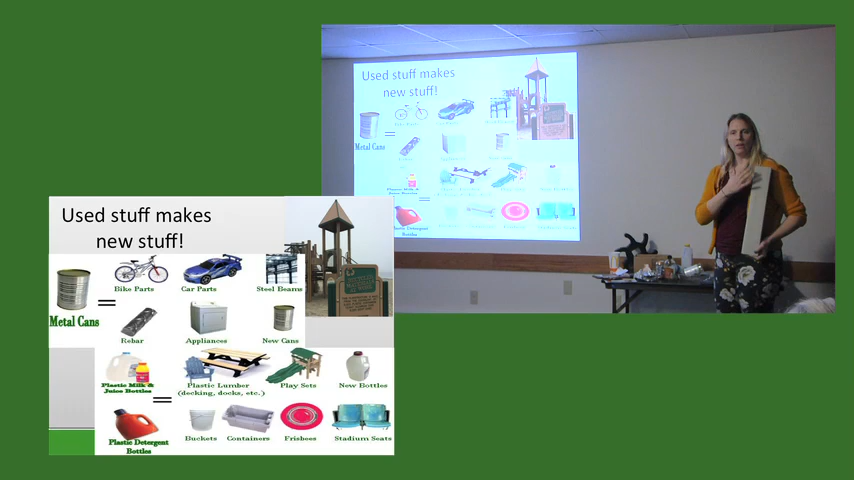 Used stuff makes
new stuff!
Metal Cans
=
Bike Parts
Car Parts
Steel Beams
Rebar
Appliances
New Cans
Plastic Milk &
Juice Bottles
=
Plastic Lumber
(decking, docks, etc.)
Play Sets
New Bottles
Plastic Detergent
Bottles
Buckets
Containers
Frisbees
Stadium Seats
Used stuff makes
new stuff!
Metal Cans
=
=